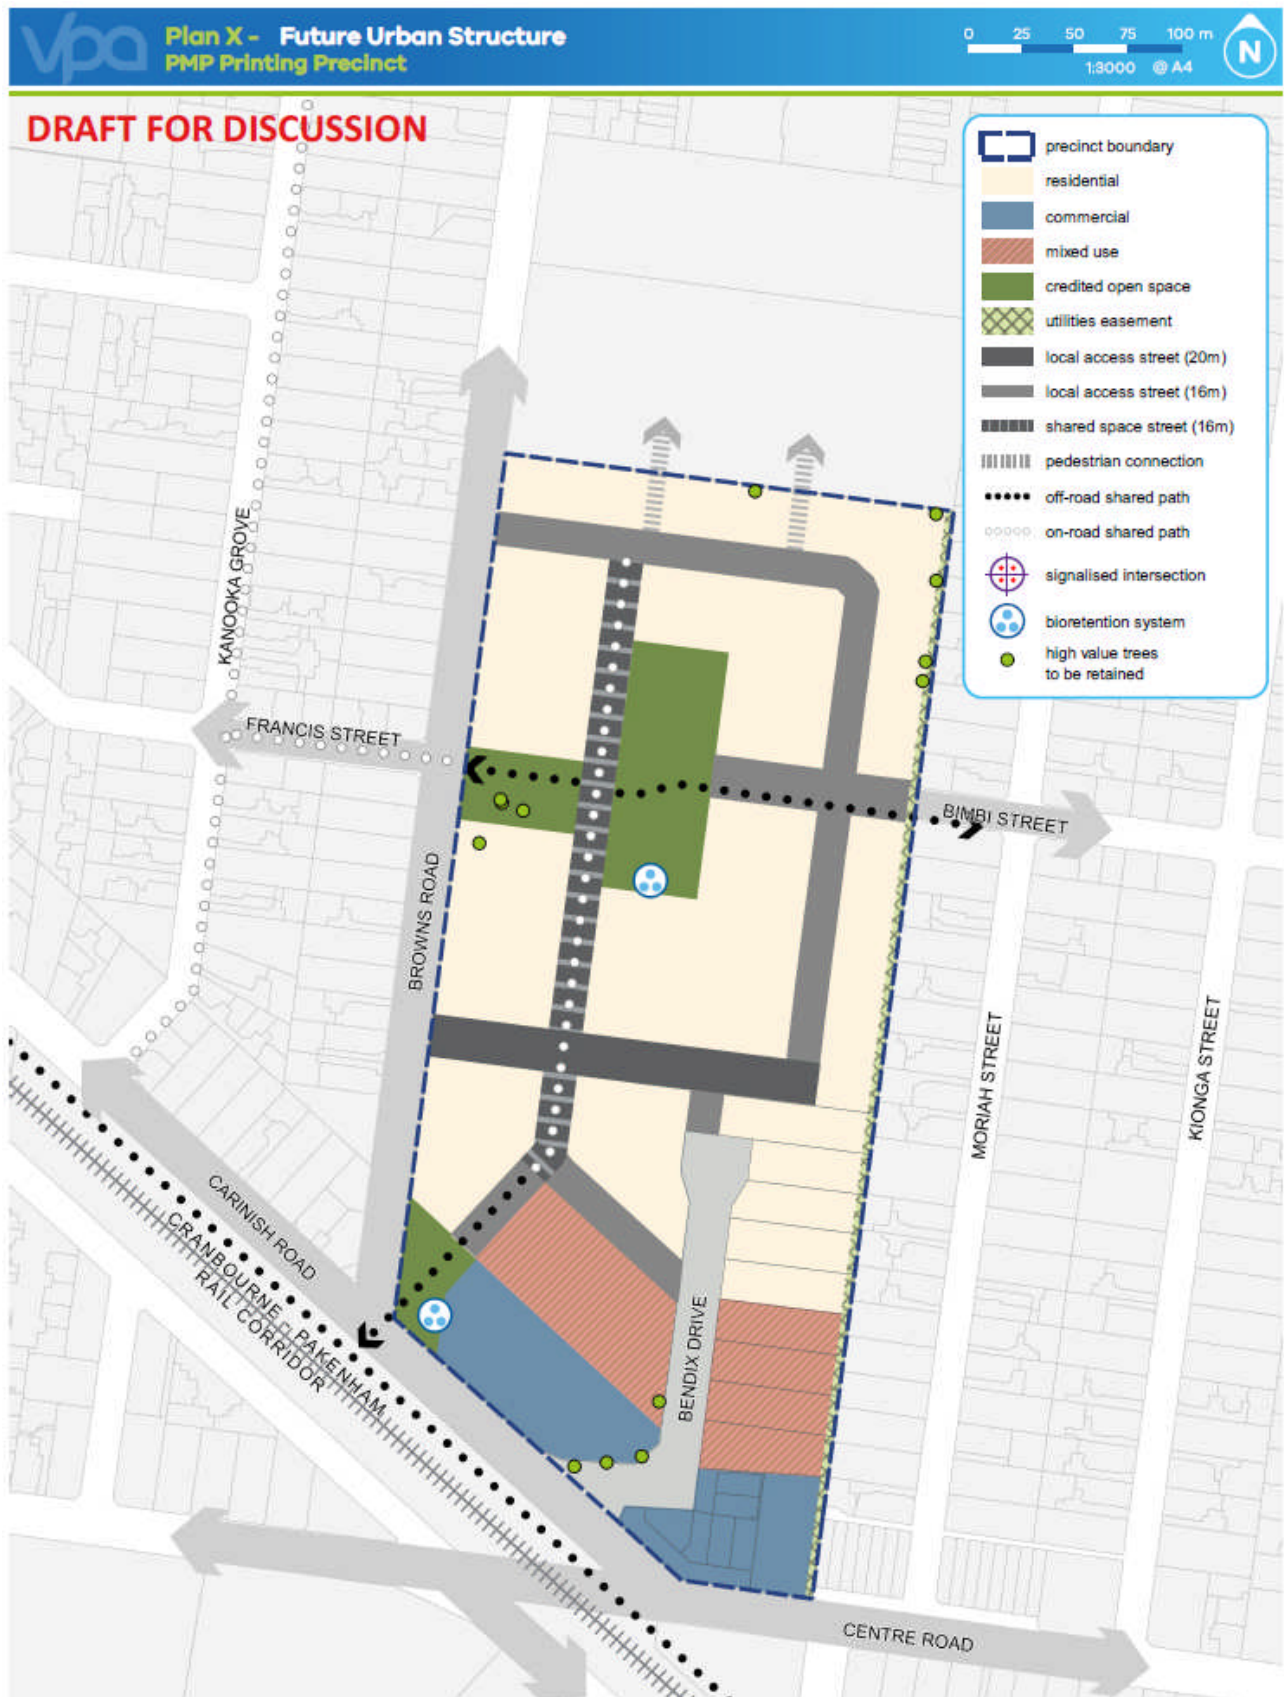 vpa
Plan X - Future Urban Structure
PMP Printing Precinct
0 25 50 75 100 m
1:3000 @ A4
N
DRAFT FOR DISCUSSION
precinct boundary
residential
commercial
mixed use
credited open space
utilities easement
local access street (20m)
local access street (16m)
shared space street (16m)
pedestrian connection
off-road shared path
on-road shared path
signalised intersection
bioretention system
high value trees
to be retained
KANOOKA GROVE
FRANCIS STREET
BROWNS ROAD
BIMBI STREET
MORIAH STREET
KIONGA STREET
CARINISH ROAD
CRANBOURNE - PAKENHAM
RAIL CORRIDOR
BENDIX DRIVE
CENTRE ROAD